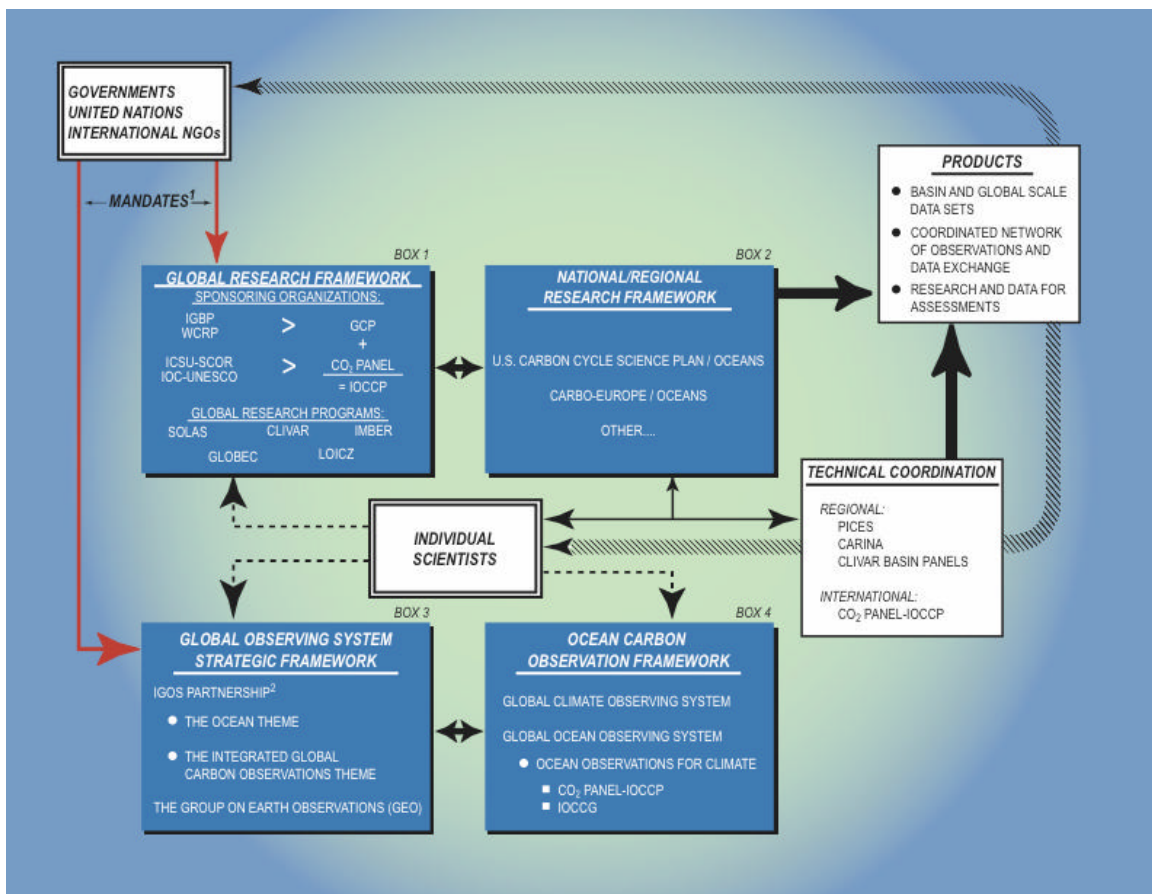 GOVERNMENTS
UNITED NATIONS
INTERNATIONAL NGOs
MANDATES¹
BOX 1
GLOBAL RESEARCH FRAMEWORK
SPONSORING ORGANIZATIONS:
IGBP
WCRP
>
GCP
+
ICSU-SCOR
IOC-UNESCO
>
CO₂ PANEL
= IOCCP
GLOBAL RESEARCH PROGRAMS:
SOLAS CLIVAR IMBER
GLOBEC LOICZ
BOX 2
NATIONAL/REGIONAL
RESEARCH FRAMEWORK
U.S. CARBON CYCLE SCIENCE PLAN / OCEANS
CARBO-EUROPE / OCEANS
OTHER....
PRODUCTS
● BASIN AND GLOBAL SCALE
DATA SETS
● COORDINATED NETWORK
OF OBSERVATIONS AND
DATA EXCHANGE
● RESEARCH AND DATA FOR
ASSESSMENTS
TECHNICAL COORDINATION
REGIONAL:
PICES
CARINA
CLIVAR BASIN PANELS
INTERNATIONAL:
CO₂ PANEL-IOCCP
INDIVIDUAL
SCIENTISTS
BOX 3
GLOBAL OBSERVING SYSTEM
STRATEGIC FRAMEWORK
IGOS PARTNERSHIP²
● THE OCEAN THEME
● THE INTEGRATED GLOBAL
CARBON OBSERVATIONS THEME
THE GROUP ON EARTH OBSERVATIONS (GEO)
BOX 4
OCEAN CARBON
OBSERVATION FRAMEWORK
GLOBAL CLIMATE OBSERVING SYSTEM
GLOBAL OCEAN OBSERVING SYSTEM
● OCEAN OBSERVATIONS FOR CLIMATE
■ CO₂ PANEL-IOCCP
■ IOCCG